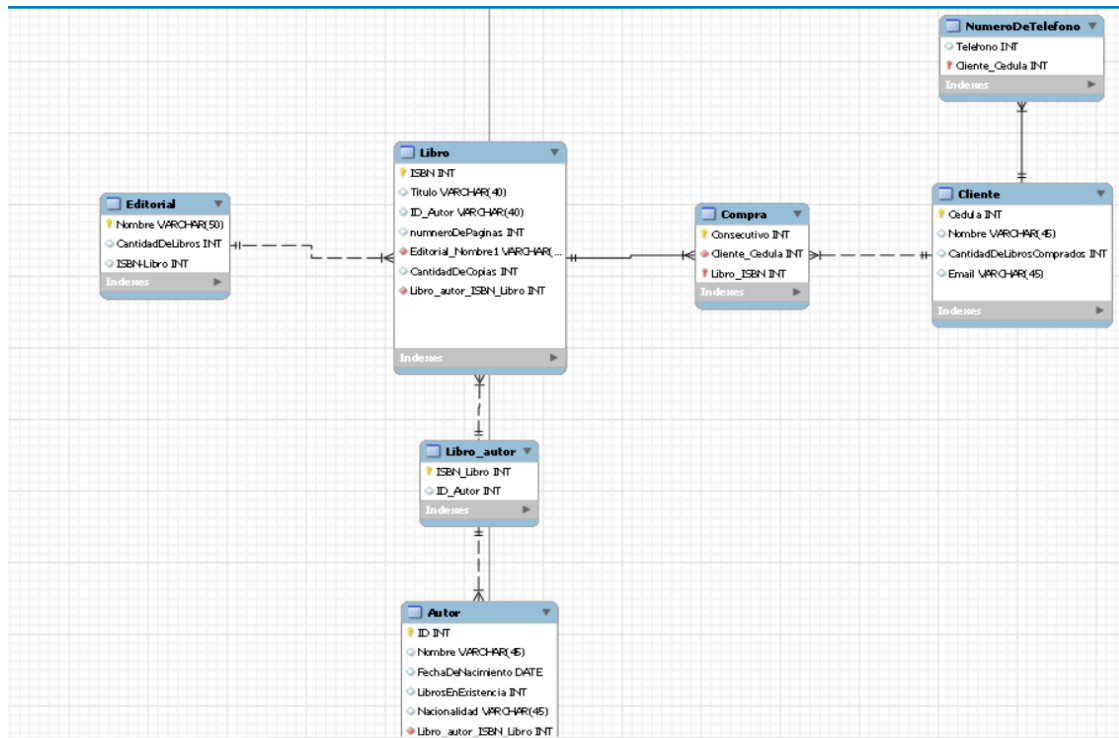 NumeroDeTelefono
Telefono INT
Cliente_Cedula INT
Indexes
Libro
ISBN INT
Titulo VARCHAR(40)
ID_Autor VARCHAR(40)
numneroDePaginas INT
Editorial_Nombre1 VARCHAR(...
CantidadDeCopias INT
Libro_autor_ISBN_Libro INT
Indexes
Editorial
Nombre VARCHAR(50)
CantidadDeLibros INT
ISBN-Libro INT
Indexes
Compra
Consecutivo INT
Cliente_Cedula INT
Libro_ISBN INT
Indexes
Cliente
Cedula INT
Nombre VARCHAR(45)
CantidadDeLibrosComprados INT
Email VARCHAR(45)
Indexes
Libro_autor
ISBN_Libro INT
ID_Autor INT
Indexes
Autor
ID INT
Nombre VARCHAR(45)
FechaDeNacimiento DATE
LibrosEnExistencia INT
Nacionalidad VARCHAR(45)
Libro_autor_ISBN_Libro INT